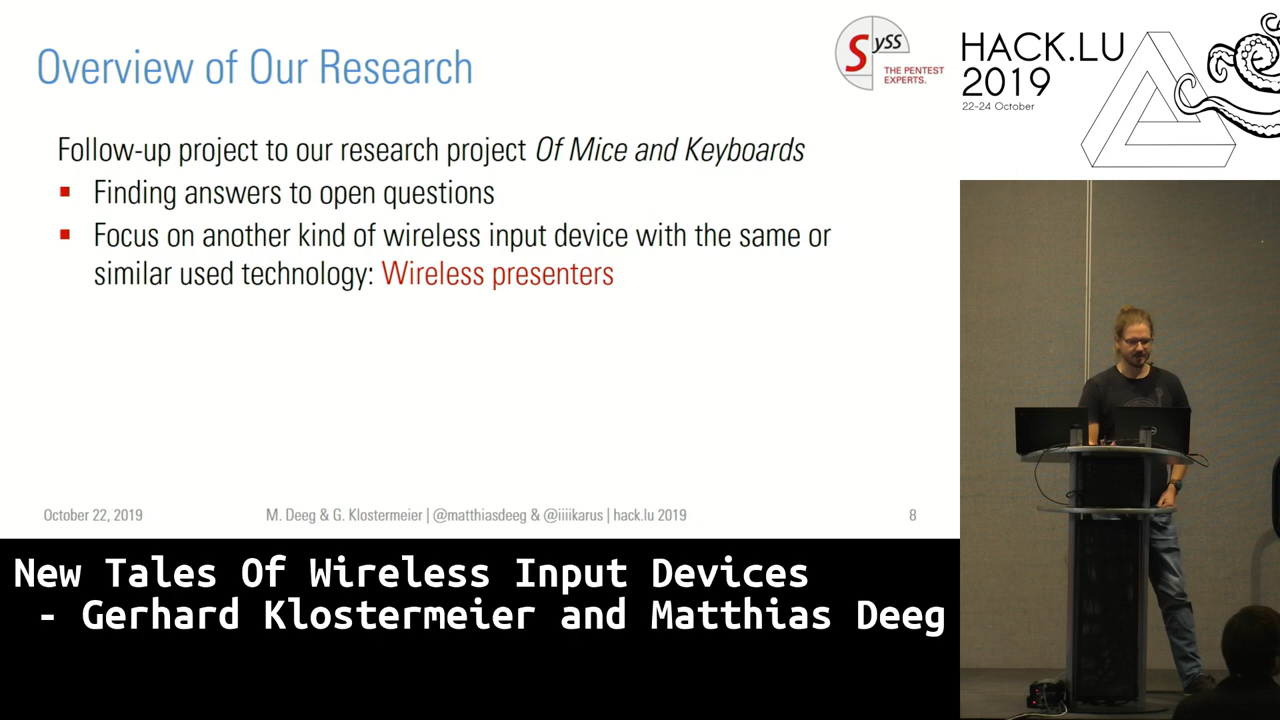 Overview of Our Research
SySS
THE PENTEST
EXPERTS.
HACK.LU
2019
22-24 October
Follow-up project to our research project Of Mice and Keyboards
▪ Finding answers to open questions
▪ Focus on another kind of wireless input device with the same or
similar used technology: Wireless presenters
October 22, 2019
M. Deeg & G. Klostermeier | @matthiasdeeg & @iiiikarus | hack.lu 2019
8
New Tales Of Wireless Input Devices
- Gerhard Klostermeier and Matthias Deeg